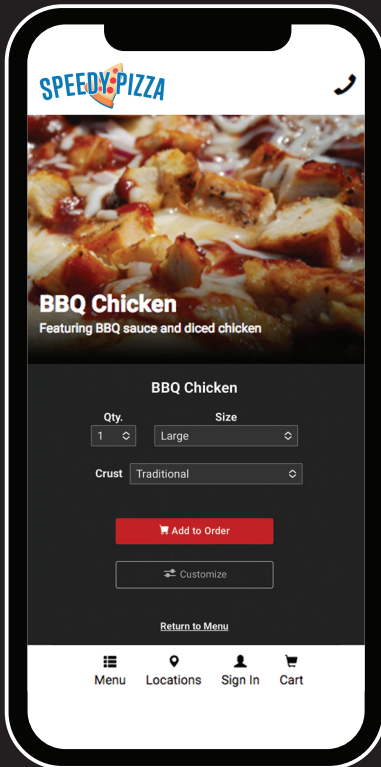 SPEEDY PIZZA
BBQ Chicken
Featuring BBQ sauce and diced chicken
BBQ Chicken
Qty. Size
1 Large
Crust Traditional
Add to Order
Customize
Return to Menu
Menu Locations Sign In Cart